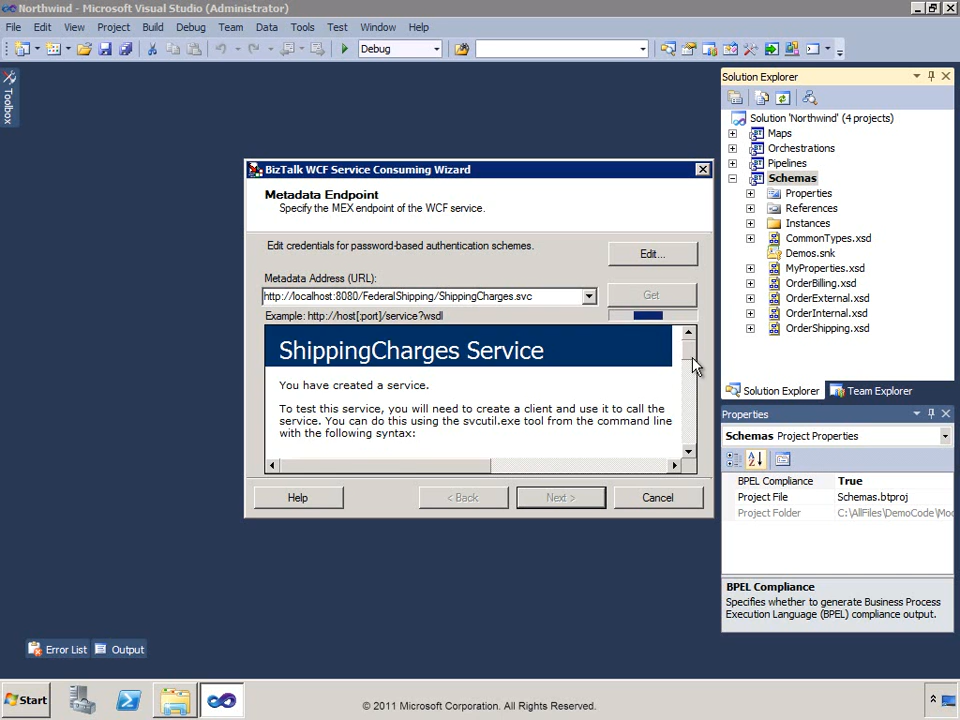 Northwind - Microsoft Visual Studio (Administrator)
File Edit View Project Build Debug Team Data Tools Test Window Help
Debug
Toolbox
Solution Explorer
Solution 'Northwind' (4 projects)
Maps
Orchestrations
Pipelines
Schemas
Properties
References
Instances
CommonTypes.xsd
Demos.snk
MyProperties.xsd
OrderBilling.xsd
OrderExternal.xsd
OrderInternal.xsd
OrderShipping.xsd
Solution Explorer Team Explorer
Properties
Schemas Project Properties
BPEL Compliance True
Project File Schemas.btproj
Project Folder C:\AllFiles\DemoCode\Mod
BPEL Compliance
Specifies whether to generate Business Process
Execution Language (BPEL) compliance output.
BizTalk WCF Service Consuming Wizard
Metadata Endpoint
Specify the MEX endpoint of the WCF service.
Edit credentials for password-based authentication schemes.
Edit...
Metadata Address (URL):
http://localhost:8080/FederalShipping/ShippingCharges.svc
Get
Example: http://host[:port]/service?wsdl
ShippingCharges Service
You have created a service.
To test this service, you will need to create a client and use it to call the
service. You can do this using the svcutil.exe tool from the command line
with the following syntax:
Help < Back Next > Cancel
Error List Output
Start
© 2011 Microsoft Corporation. All Rights Reserved.